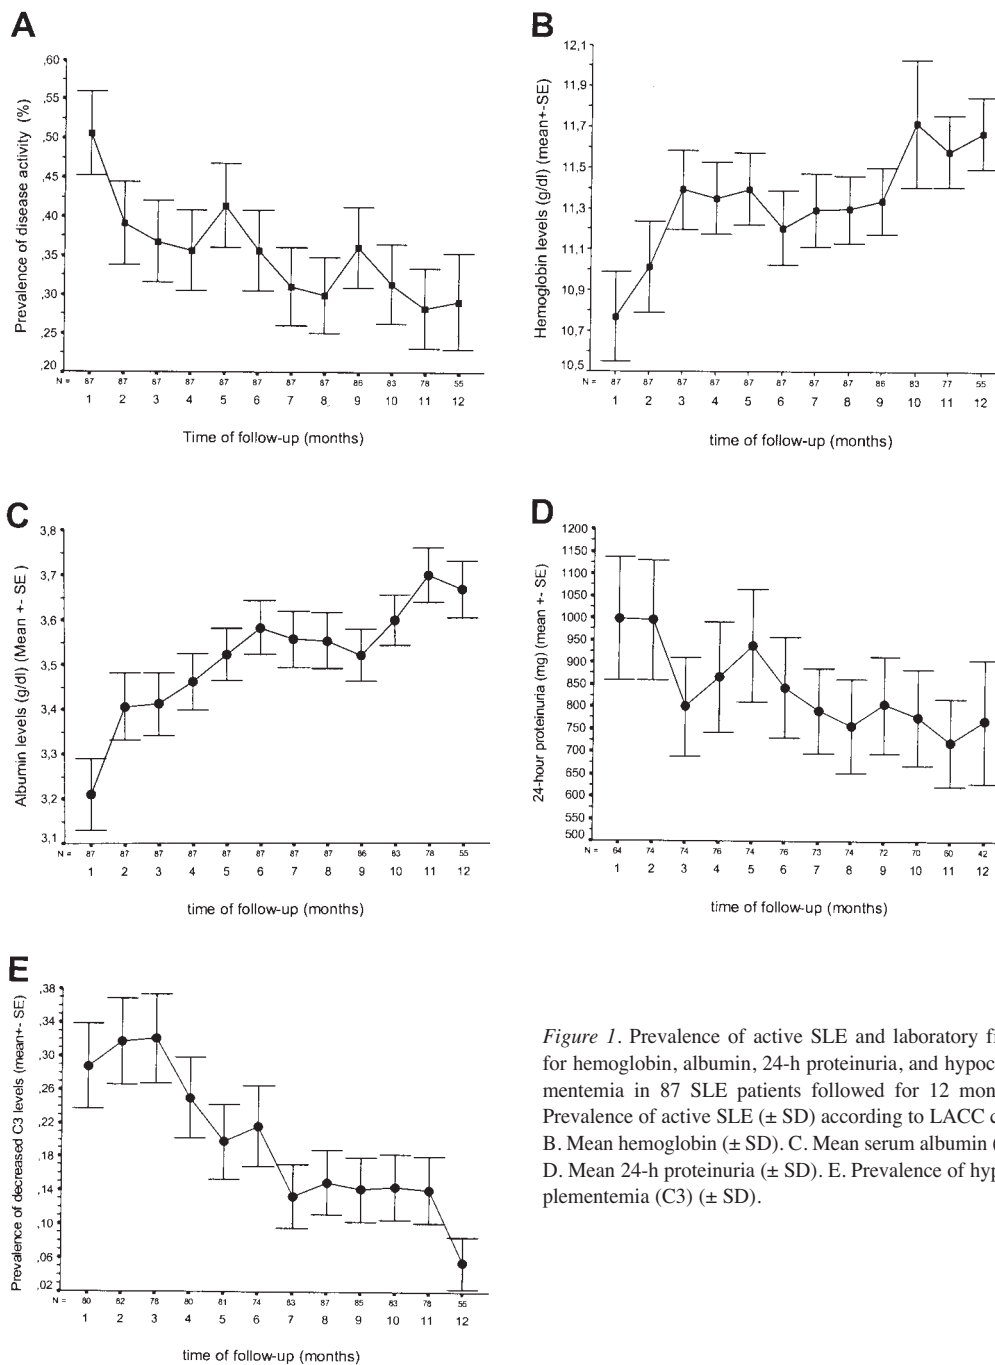 A
Prevalence of disease activity (%)
,60
,55
,50
,45
,40
,35
,30
,25
,20
N = 87 87 87 87 87 87 87 87 86 83 78 55
1 2 3 4 5 6 7 8 9 10 11 12
Time of follow-up (months)
B
Hemoglobin levels (g/dl) (mean+-SE)
12,1
11,9
11,7
11,5
11,3
11,1
10,9
10,7
10,5
N = 87 87 87 87 87 87 87 87 86 83 77 55
1 2 3 4 5 6 7 8 9 10 11 12
time of follow-up (months)
C
Albumin levels (g/dl) (Mean +- SE )
3,8
3,7
3,6
3,5
3,4
3,3
3,2
3,1
N = 87 87 87 87 87 87 87 87 86 83 78 55
1 2 3 4 5 6 7 8 9 10 11 12
time of follow-up (months)
D
24-hour proteinuria (mg) (mean +- SE)
1200
1150
1100
1050
1000
950
900
850
800
750
700
650
600
550
500
N = 64 74 74 76 74 76 73 74 72 70 60 42
1 2 3 4 5 6 7 8 9 10 11 12
time of follow-up (months)
E
Prevalence of decreased C3 levels (mean+- SE)
,38
,34
,30
,26
,22
,18
,14
,10
,06
,02
N = 80 82 78 80 81 74 83 87 85 83 78 55
1 2 3 4 5 6 7 8 9 10 11 12
time of follow-up (months)
Figure 1. Prevalence of active SLE and laboratory
for hemoglobin, albumin, 24-h proteinuria, and hypoc
mentemia in 87 SLE patients followed for 12 mon
Prevalence of active SLE (± SD) according to LACC
B. Mean hemoglobin (± SD). C. Mean serum albumin (
D. Mean 24-h proteinuria (± SD). E. Prevalence of hyp
plementemia (C3) (± SD).